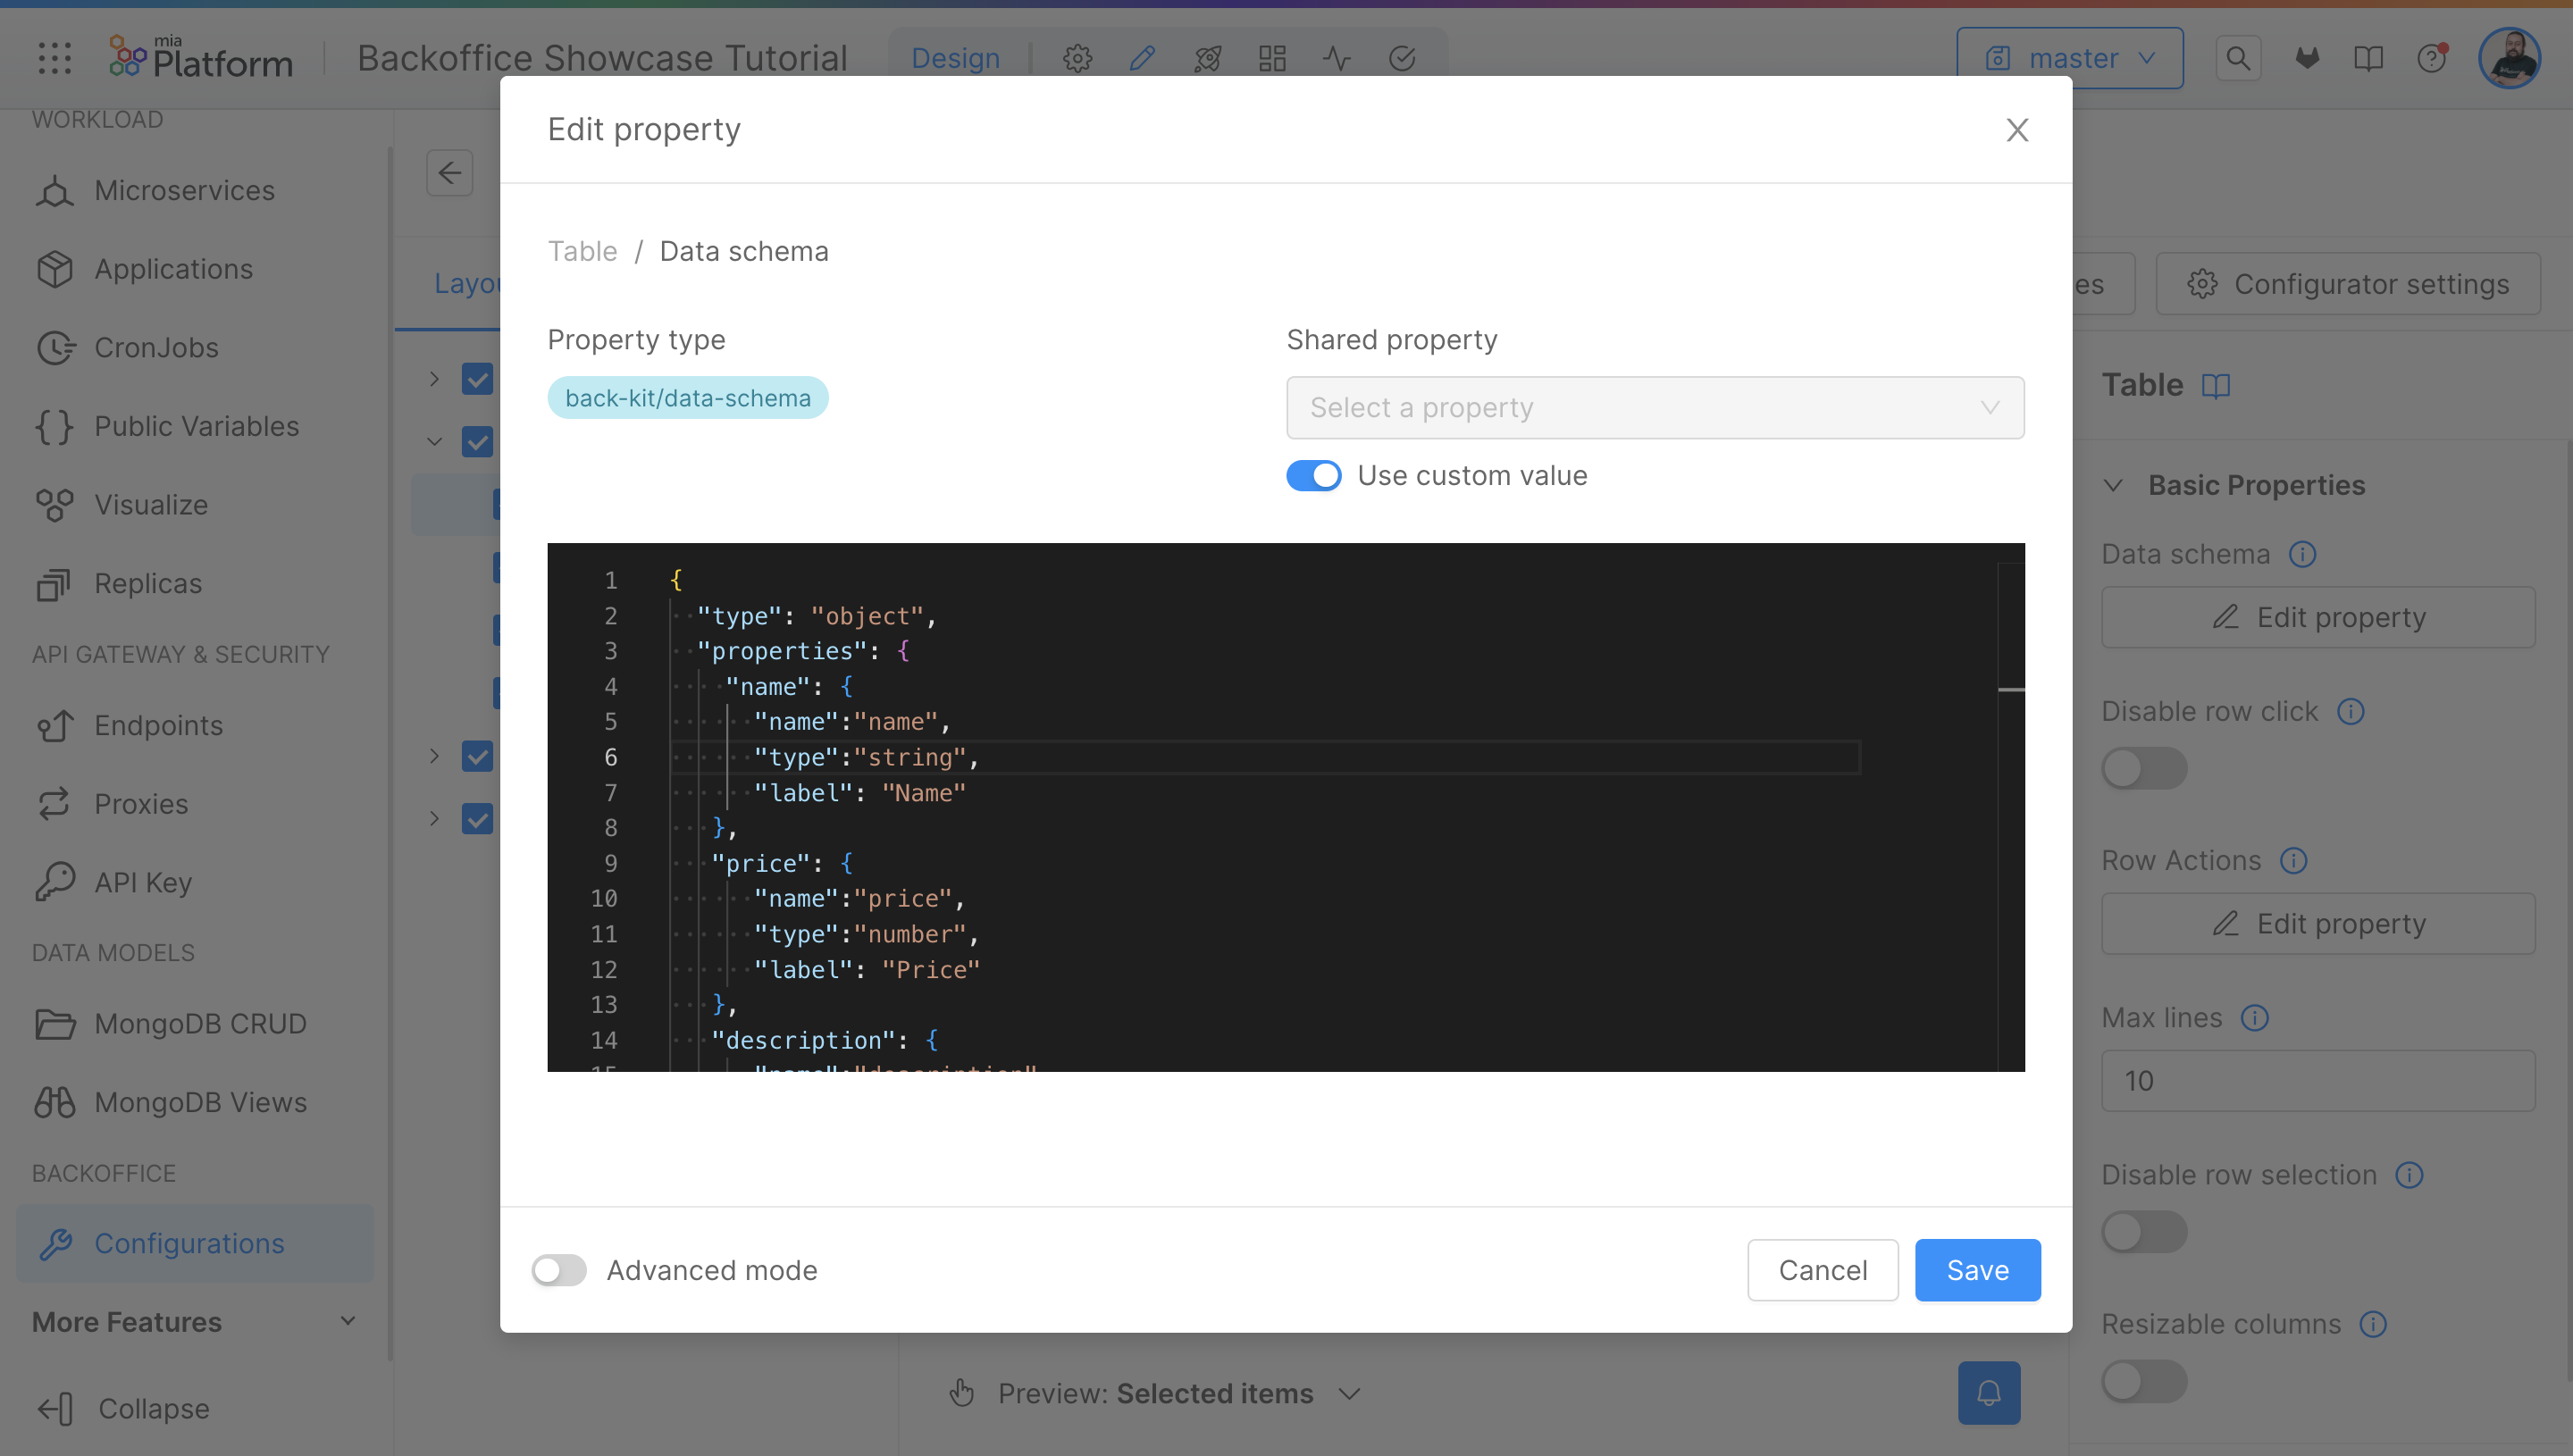 mia
Platform
Backoffice Showcase Tutorial
Design
master
WORKLOAD
Microservices
Applications
CronJobs
Public Variables
Visualize
Replicas
API GATEWAY & SECURITY
Endpoints
Proxies
API Key
DATA MODELS
MongoDB CRUD
MongoDB Views
BACKOFFICE
Configurations
More Features
Collapse
Layou
Edit property
Table / Data schema
Property type
back-kit/data-schema
Shared property
Select a property
Use custom value
1 {
2 "type": "object",
3 "properties": {
4 "name": {
5 "name":"name",
6 "type":"string",
7 "label": "Name"
8 },
9 "price": {
10 "name":"price",
11 "type":"number",
12 "label": "Price"
13 },
14 "description": {
15 "name":"description"
Advanced mode
Cancel
Save
Preview: Selected items
es
Configurator settings
Table
Basic Properties
Data schema
Edit property
Disable row click
Row Actions
Edit property
Max lines
10
Disable row selection
Resizable columns